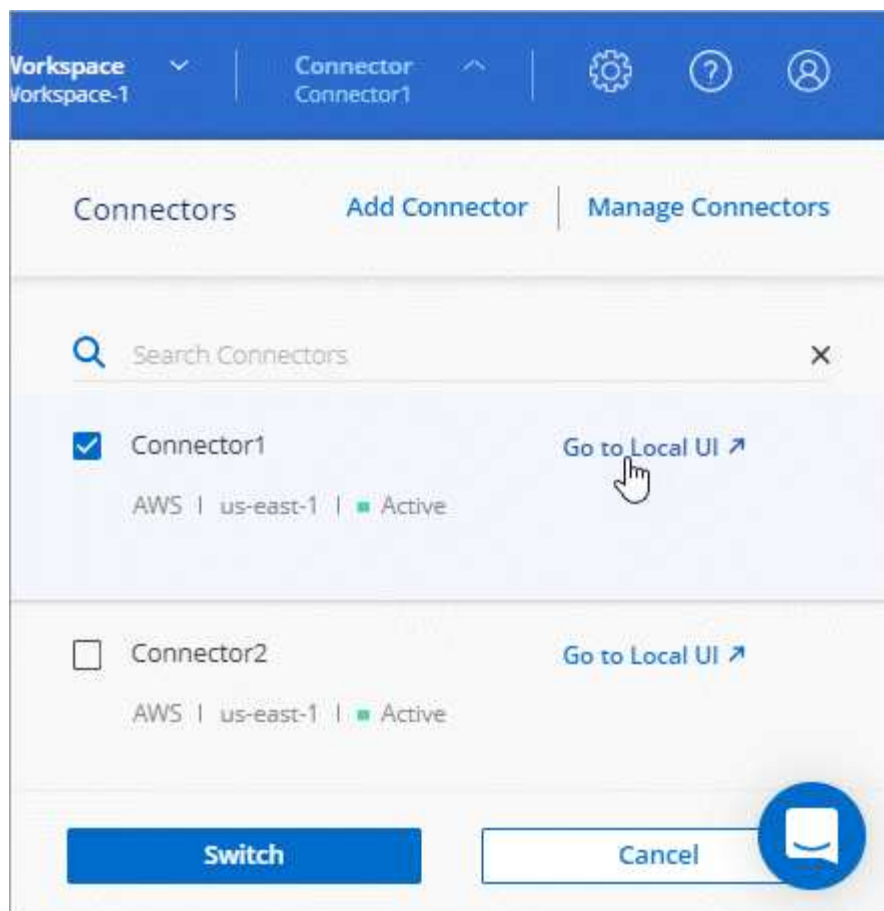 Workspace
Workspace-1
Connector
Connector1
Connectors
Add Connector
Manage Connectors
Search Connectors
Connector1
Go to Local UI
AWS | us-east-1 | Active
Connector2
Go to Local UI
AWS | us-east-1 | Active
Switch
Cancel